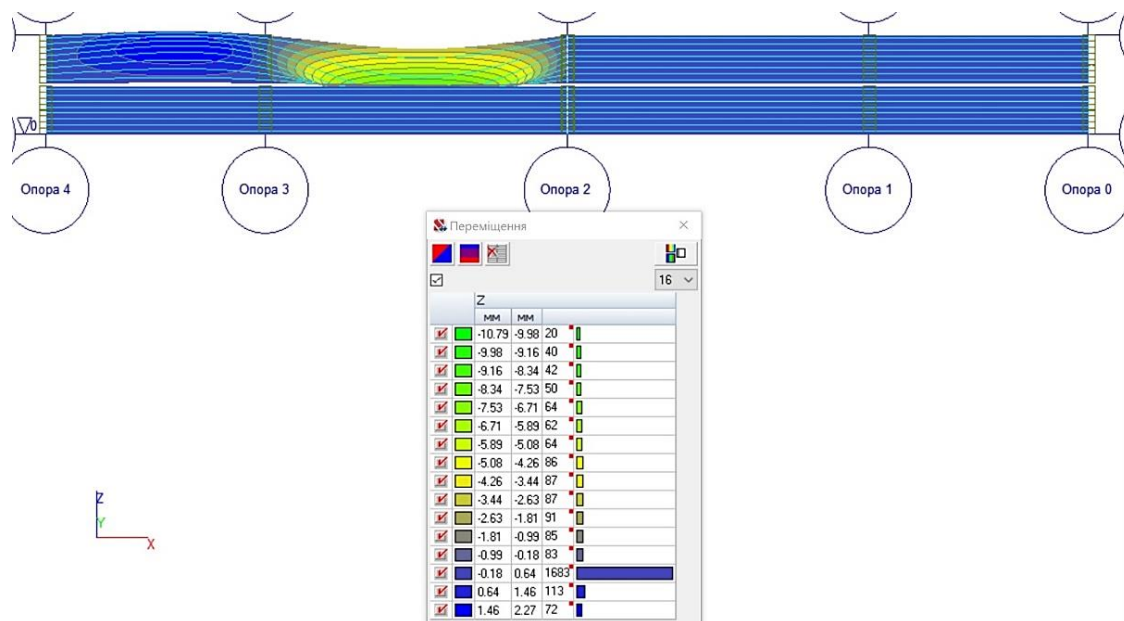 0
Опора 4 Опора 3 Опора 2 Опора 1 Опора 0
Переміщення
16
Z
мм мм
-10.79 -9.98 20
-9.98 -9.16 40
-9.16 -8.34 42
-8.34 -7.53 50
-7.53 -6.71 64
-6.71 -5.89 62
-5.89 -5.08 64
-5.08 -4.26 86
-4.26 -3.44 87
-3.44 -2.63 87
-2.63 -1.81 91
-1.81 -0.99 85
-0.99 -0.18 83
-0.18 0.64 1683
0.64 1.46 113
1.46 2.27 72
Z
Y
X